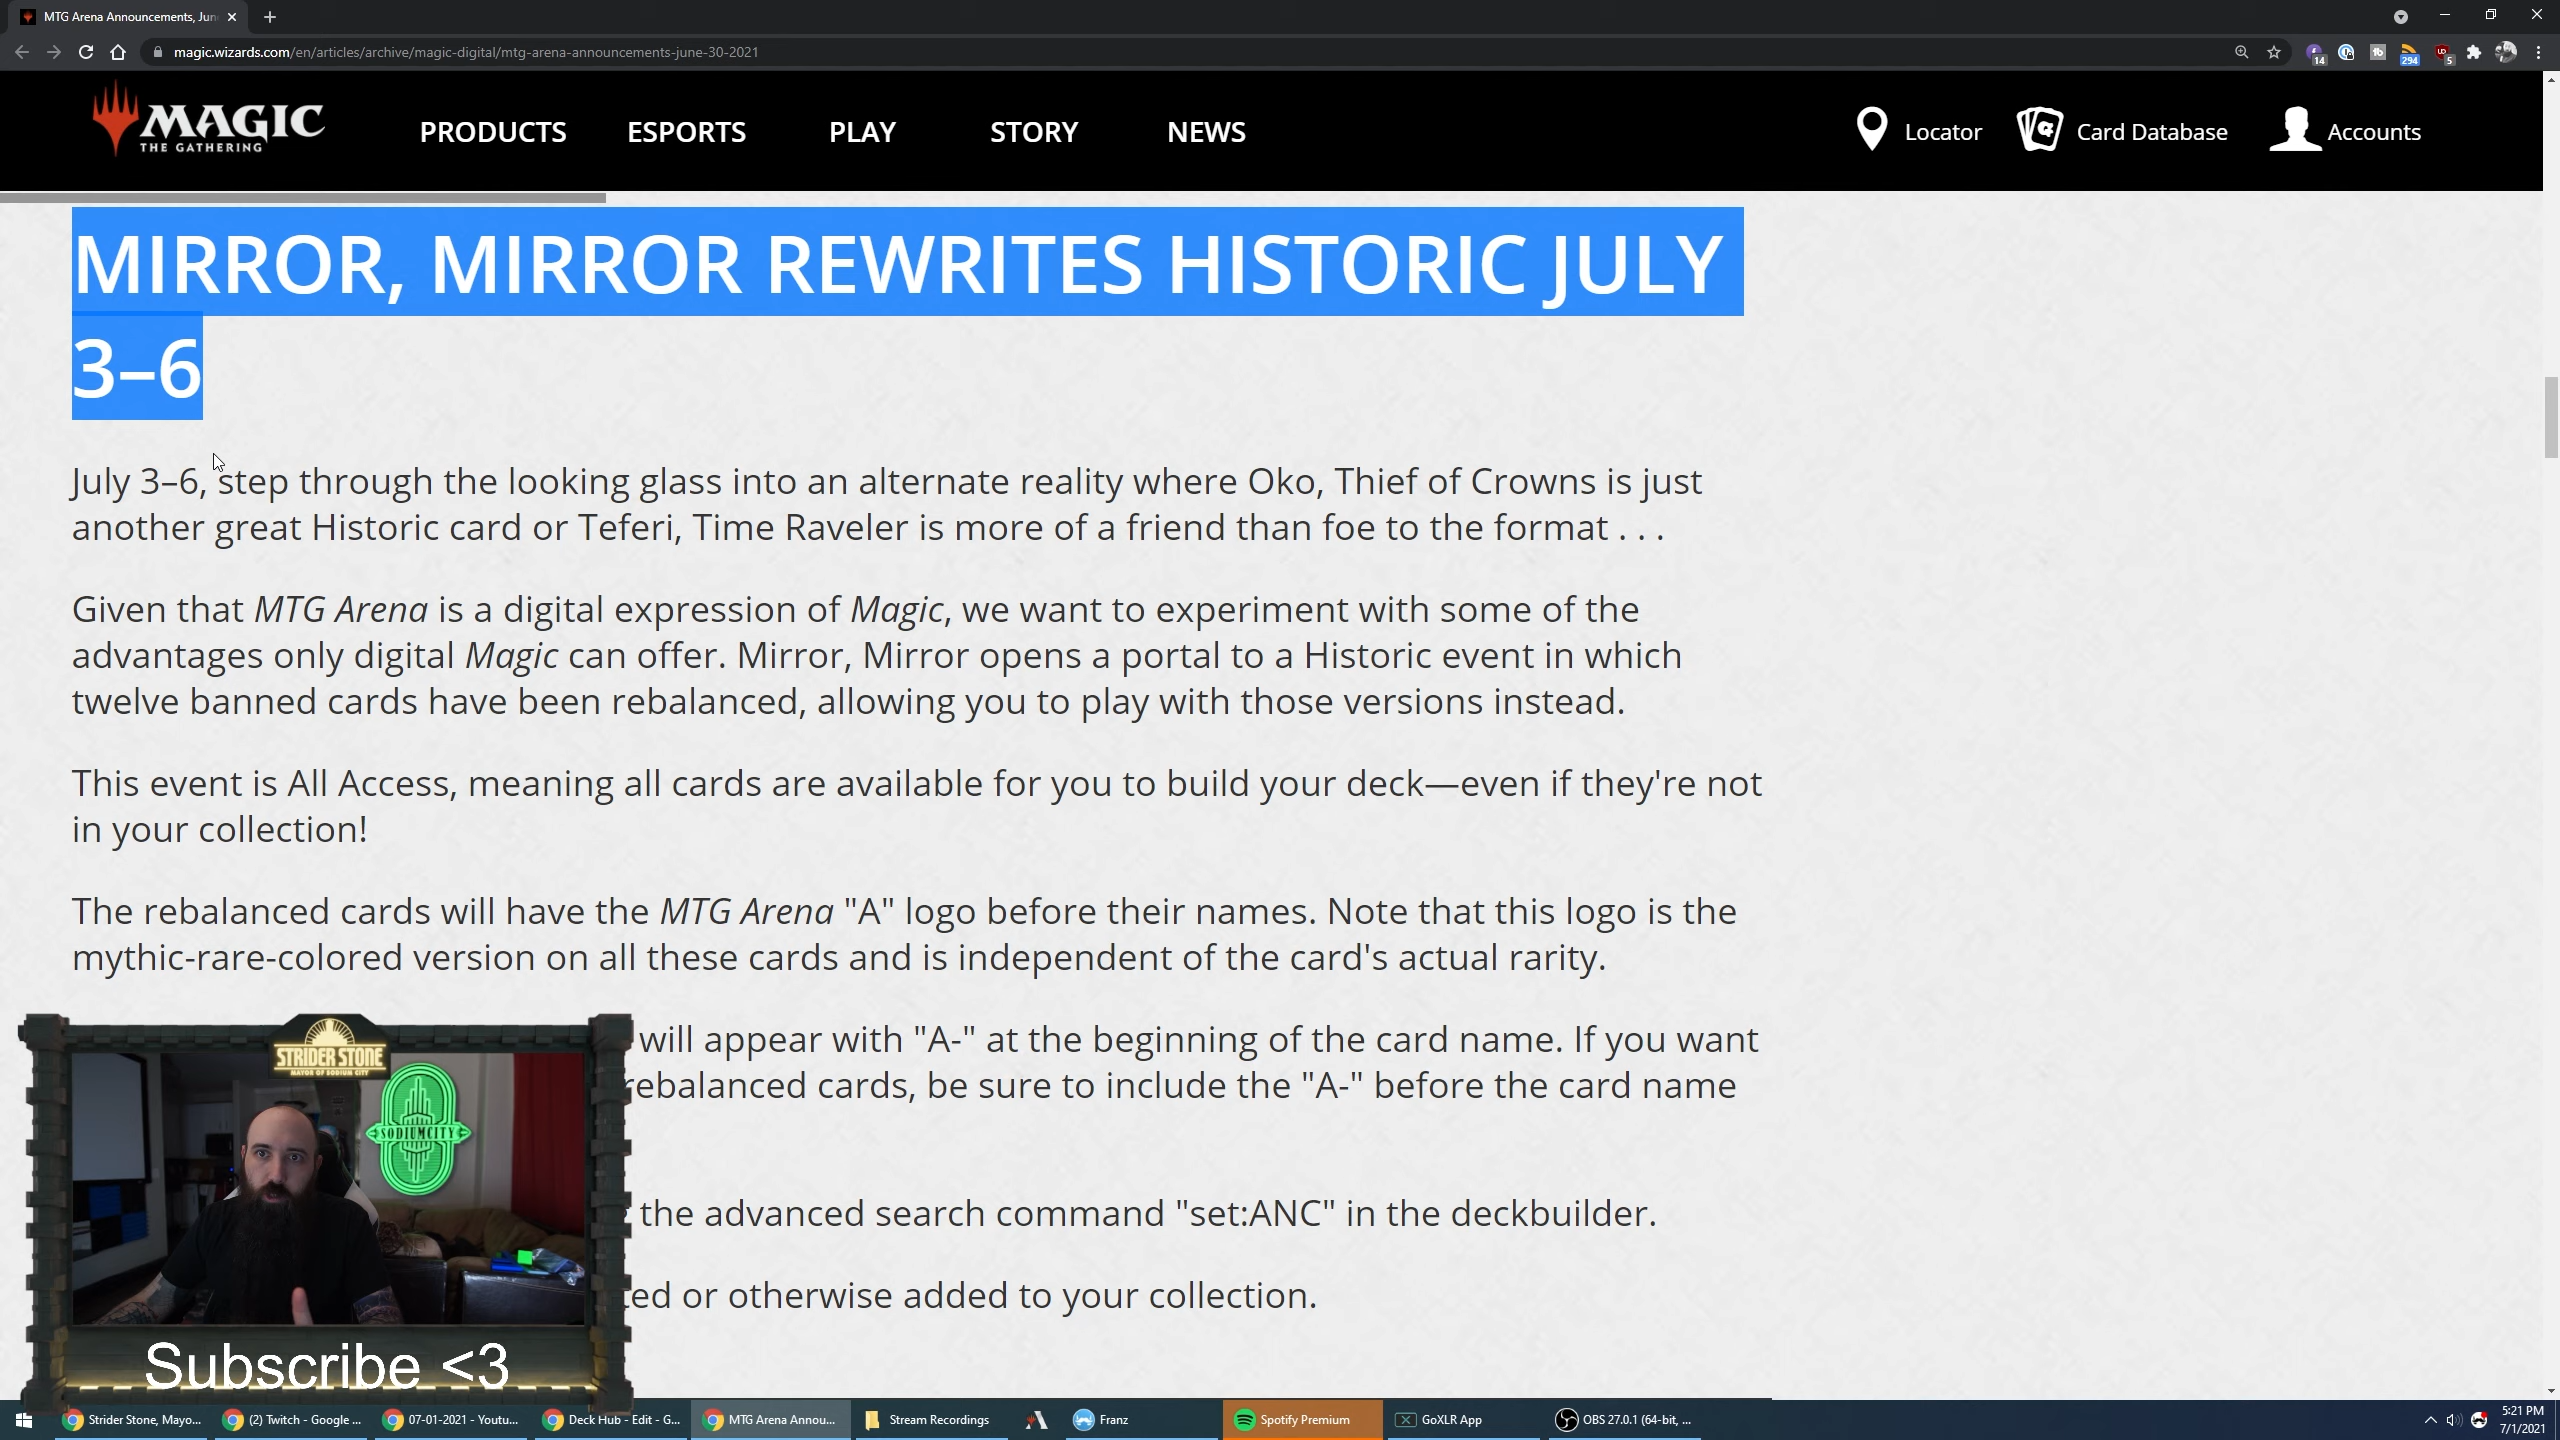 MTG Arena Announcements, Jun
magic.wizards.com/en/articles/archive/magic-digital/mtg-arena-announcements-june-30-2021
14
294
5
MAGIC
THE GATHERING
PRODUCTS
ESPORTS
PLAY
STORY
NEWS
Locator
Card Database
Accounts
MIRROR, MIRROR REWRITES HISTORIC JULY
3–6
July 3–6, step through the looking glass into an alternate reality where Oko, Thief of Crowns is just
another great Historic card or Teferi, Time Raveler is more of a friend than foe to the format . . .
Given that MTG Arena is a digital expression of Magic, we want to experiment with some of the
advantages only digital Magic can offer. Mirror, Mirror opens a portal to a Historic event in which
twelve banned cards have been rebalanced, allowing you to play with those versions instead.
This event is All Access, meaning all cards are available for you to build your deck—even if they're not
in your collection!
The rebalanced cards will have the MTG Arena "A" logo before their names. Note that this logo is the
mythic-rare-colored version on all these cards and is independent of the card's actual rarity.
will appear with "A-" at the beginning of the card name. If you want
rebalanced cards, be sure to include the "A-" before the card name
the advanced search command "set:ANC" in the deckbuilder.
ted or otherwise added to your collection.
STRIDER STONE
MAYOR OF SODIUM CITY
SODIUMCITY
Subscribe <3
Strider Stone, Mayo...
(2) Twitch - Google ...
07-01-2021 - Youtu...
Deck Hub - Edit - G...
MTG Arena Annou...
Stream Recordings
Franz
Spotify Premium
GoXLR App
OBS 27.0.1 (64-bit, ...
5:21 PM
7/1/2021